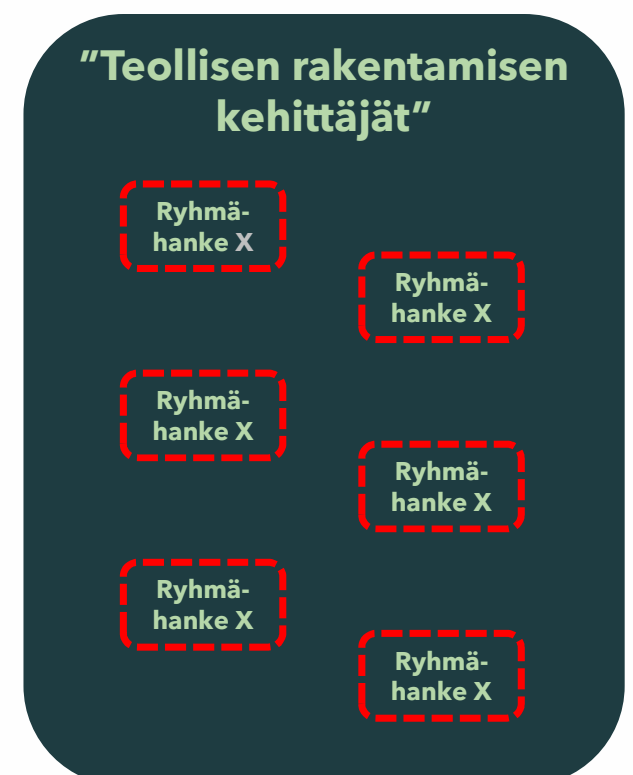 ”Teollisen rakentamisen
kehittäjät”
Ryhmä-
hanke X
Ryhmä-
hanke X
Ryhmä-
hanke X
Ryhmä-
hanke X
Ryhmä-
hanke X
Ryhmä-
hanke X